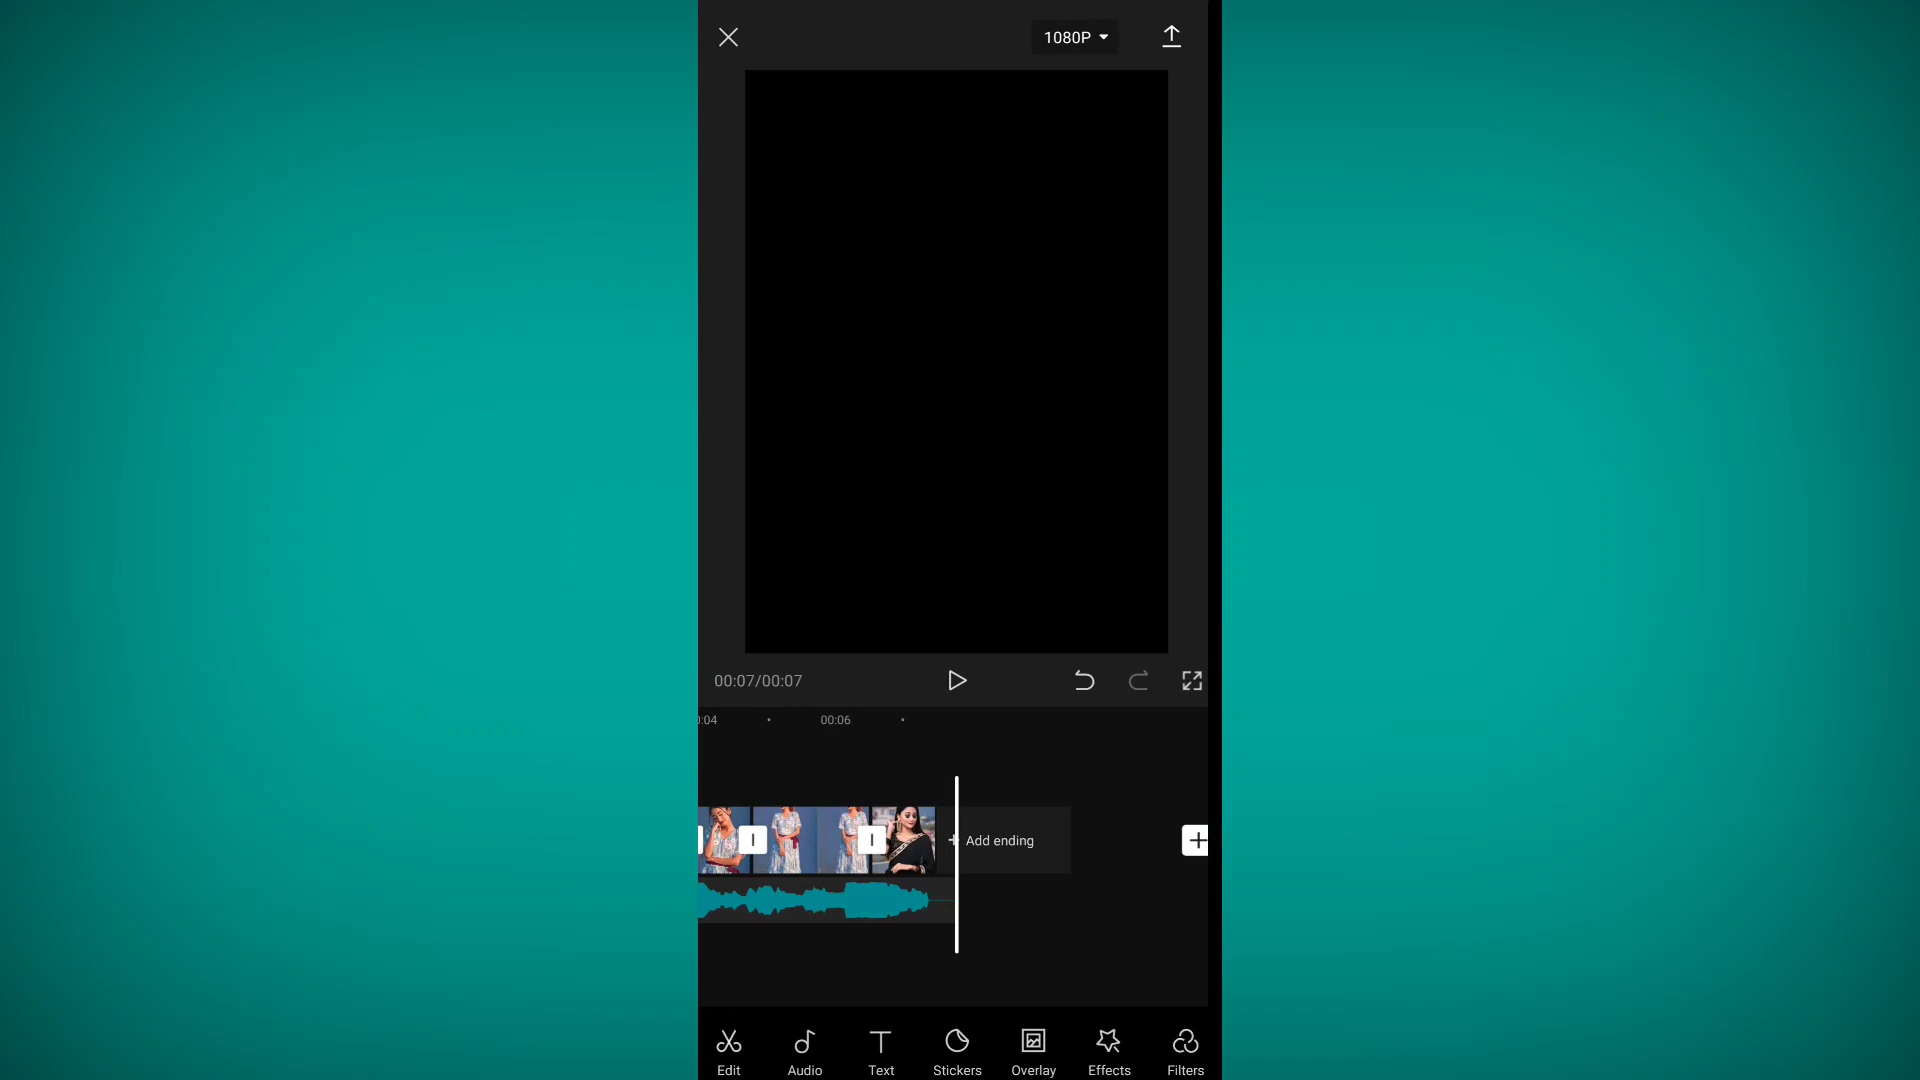 1080P
00:07/00:07
0:04
00:06
+ Add ending
Edit
Audio
Text
Stickers
Overlay
Effects
Filters